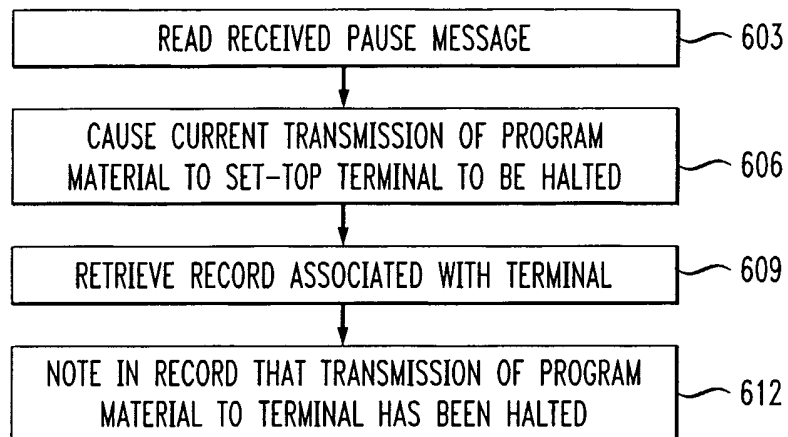 READ RECEIVED PAUSE MESSAGE
603
CAUSE CURRENT TRANSMISSION OF PROGRAM
MATERIAL TO SET-TOP TERMINAL TO BE HALTED
606
RETRIEVE RECORD ASSOCIATED WITH TERMINAL
609
NOTE IN RECORD THAT TRANSMISSION OF PROGRAM
MATERIAL TO TERMINAL HAS BEEN HALTED
612